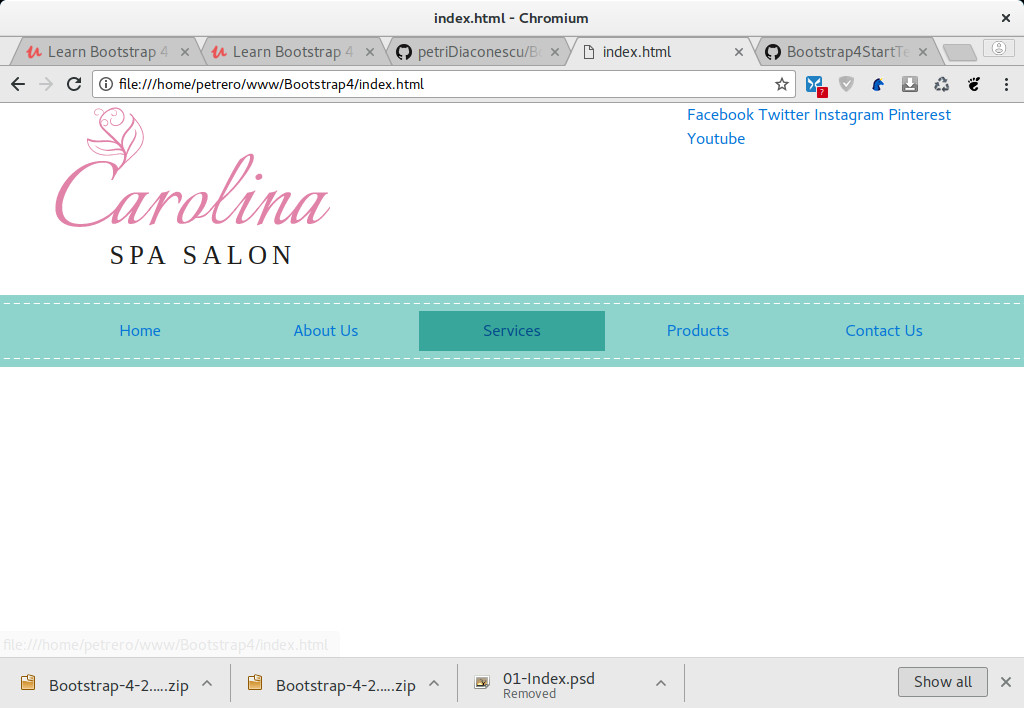 index.html - Chromium
Learn Bootstrap 4
Learn Bootstrap 4
petriDiaconescu/B
index.html
Bootstrap4StartTe
file:///home/petrero/www/Bootstrap4/index.html
?
Facebook Twitter Instagram Pinterest
Youtube
Carolina
SPA SALON
Home About Us Services Products Contact Us
file:///home/petrero/www/Bootstrap4/index.html
Bootstrap-4-2.....zip
Bootstrap-4-2.....zip
01-Index.psd
Removed
Show all